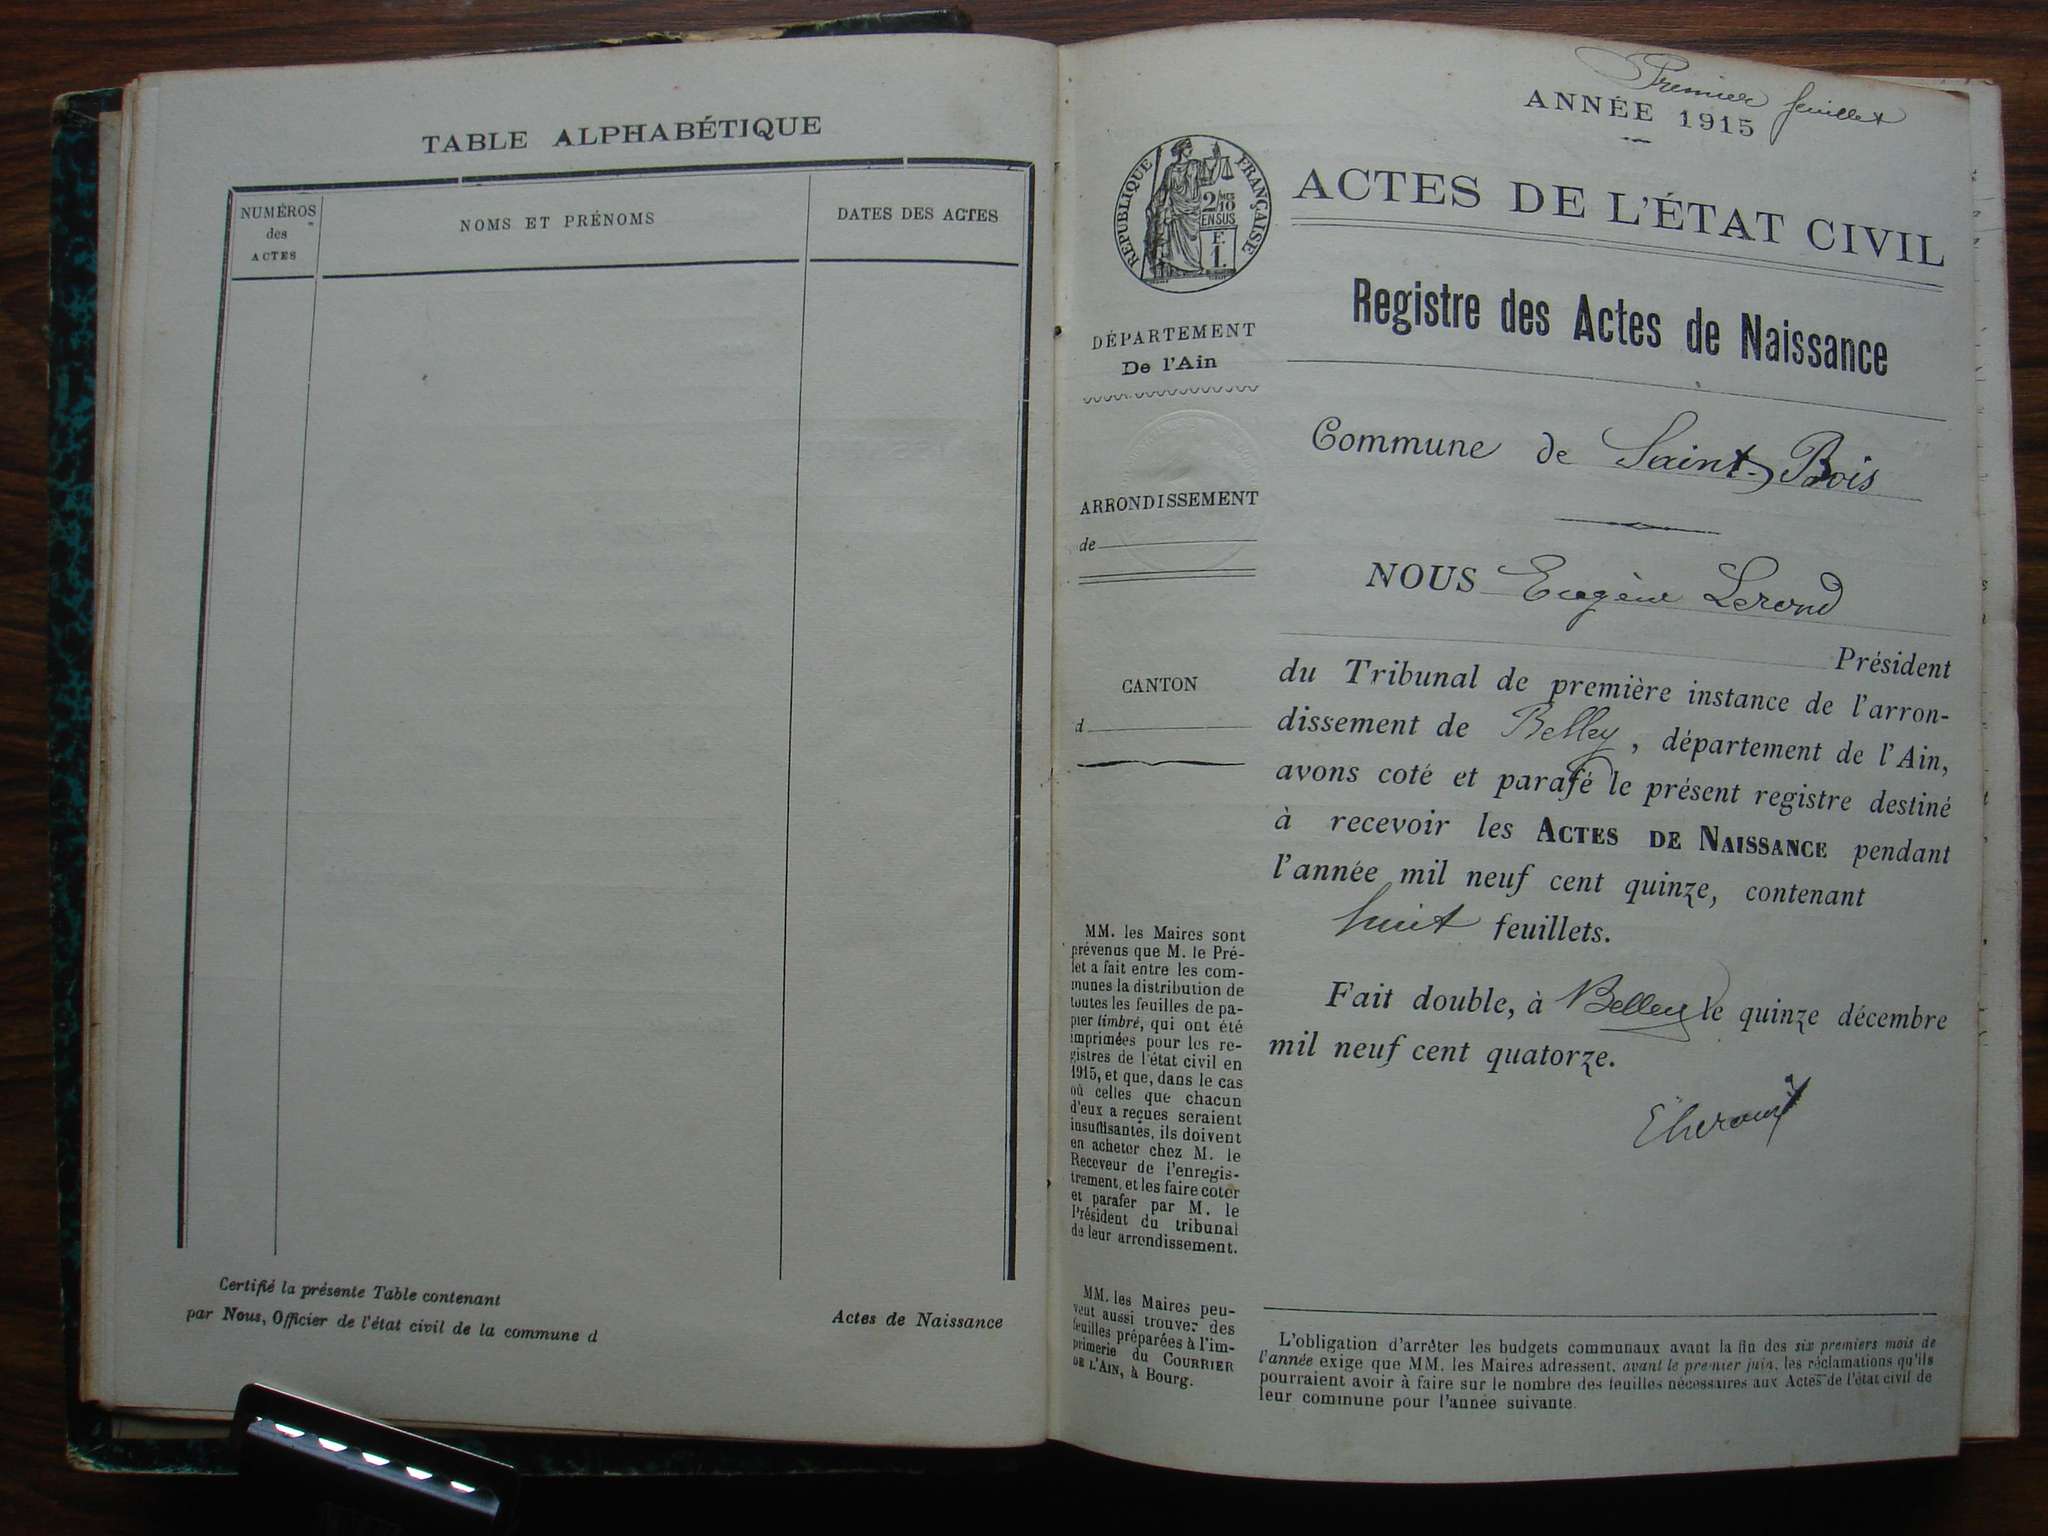 TABLE ALPHABÉTIQUE
NUMÉROS
des
ACTES
NOMS ET PRÉNOMS
DATES DES ACTES
Certifié la présente Table contenant
Actes de Naissance
par Nous, Officier de l'état civil de la commune d
Premier feuillet
ANNÉE 1915
RÉPUBLIQUE FRANÇAISE
2/10
EN SUS
F.
1.
ACTES DE L'ÉTAT CIVIL
Registre des Actes de Naissance
DÉPARTEMENT
De l'Ain
Commune de Saint-Bois
ARRONDISSEMENT
de
NOUS Eugène Lerond
Président
CANTON
d
du Tribunal de première instance de l'arron-
dissement de Belley, département de l'Ain,
avons coté et parafé le présent registre destiné
à recevoir les ACTES DE NAISSANCE pendant
l'année mil neuf cent quinze, contenant
huit feuillets.
Fait double, à Belley le quinze décembre
mil neuf cent quatorze.
MM. les Maires sont
prévenus que M. le Pré-
fet a fait entre les com-
munes la distribution de
toutes les feuilles de pa-
pier timbré, qui ont été
imprimées pour les re-
gistres de l'état civil en
1915, et que, dans le cas
où celles que chacun
d'eux a reçues seraient
insuffisantes, ils doivent
en acheter chez M. le
Receveur de l'enregis-
trement, et les faire coter
et parafer par M. le
Président du tribunal
de leur arrondissement.
MM. les Maires peu-
vent aussi trouver des
feuilles préparées à l'im-
primerie du COURRIER
DE L'AIN, à Bourg.
L'obligation d'arrêter les budgets communaux avant la fin des six premiers mois de
l'année exige que MM. les Maires adressent, avant le premier juin, les réclamations qu'ils
pourraient avoir à faire sur le nombre des feuilles nécessaires aux Actes de l'état civil de
leur commune pour l'année suivante.